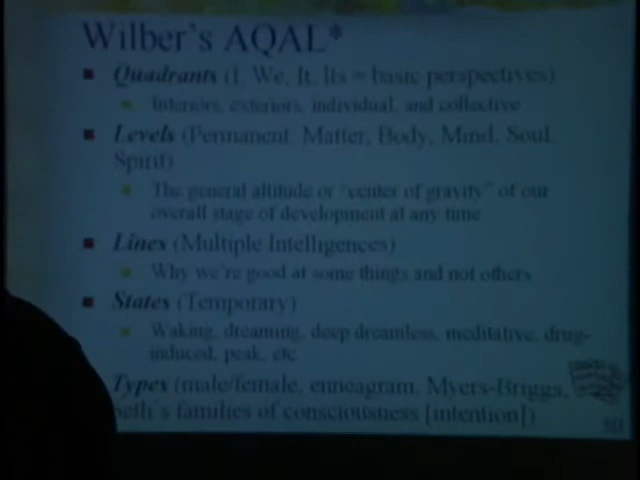 Wilber's AQAL*
Quadrants (I, We, It, Its = basic perspectives)
Interiors, exteriors, individual, and collective
Levels (Permanent: Matter, Body, Mind, Soul,
Spirit)
The general altitude or "center of gravity" of our
overall stage of development at any time
Lines (Multiple Intelligences)
Why we're good at some things and not others
States (Temporary)
Waking, dreaming, deep dreamless, meditative, drug-
induced, peak, etc
Types (male/female, enneagram, Myers-Briggs,
Seth's families of consciousness [intention])